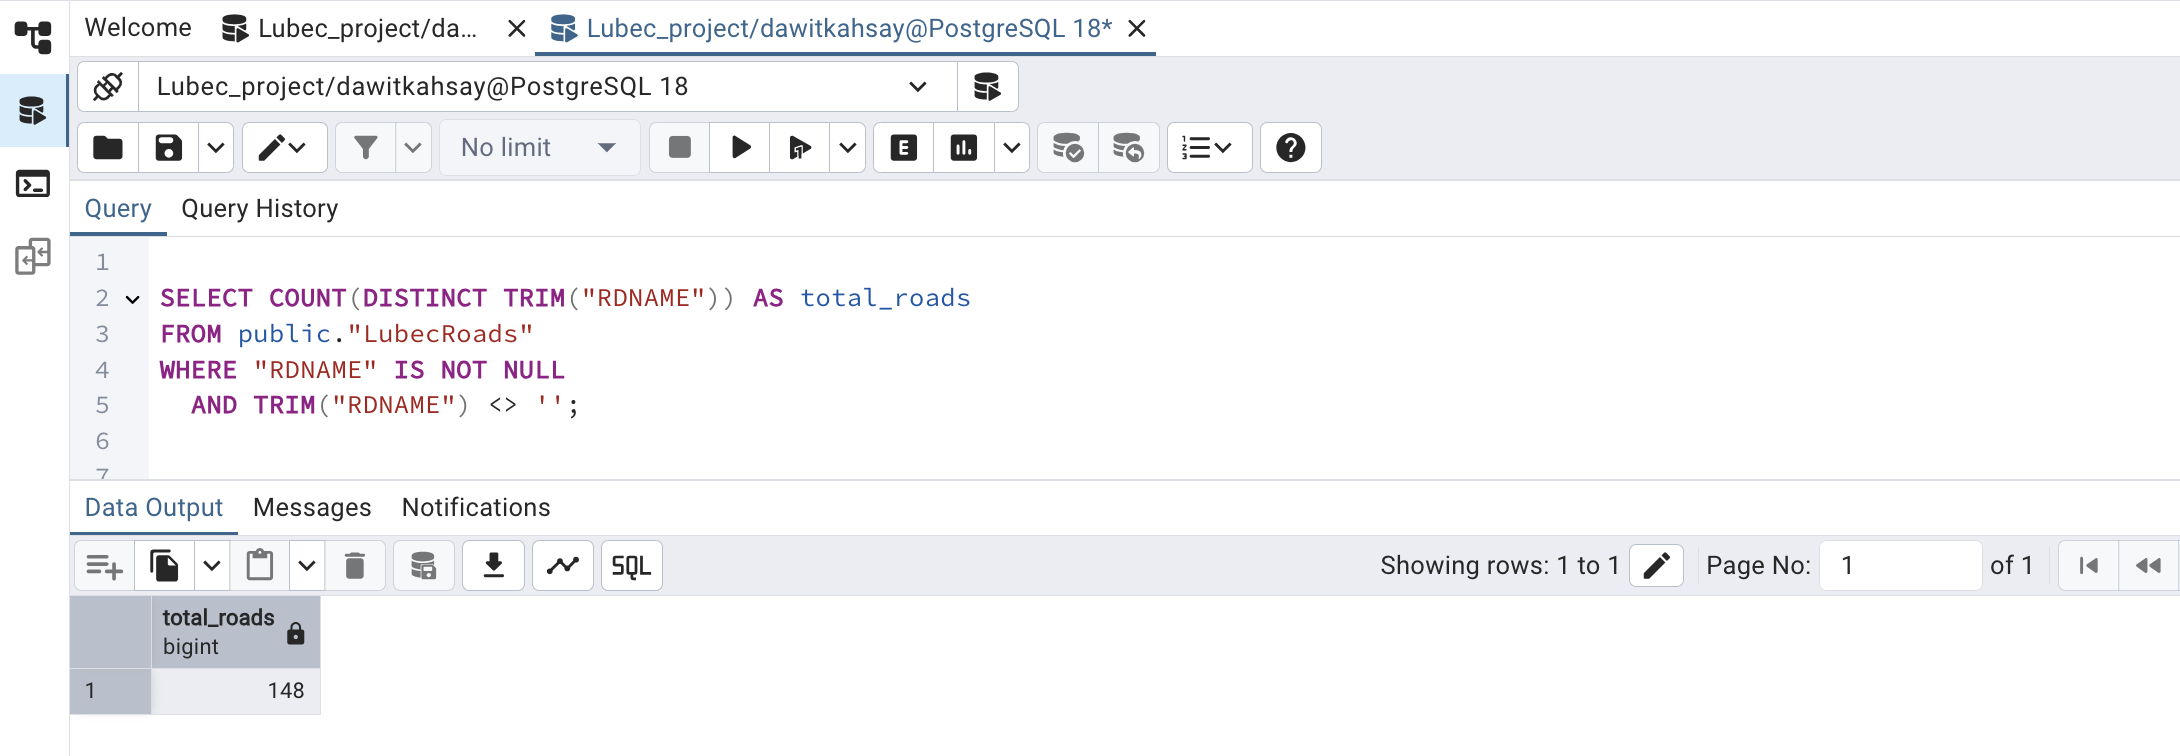 Welcome
Lubec_project/da...
Lubec_project/dawitkahsay@PostgreSQL 18*
Lubec_project/dawitkahsay@PostgreSQL 18
No limit
E
Query
Query History
1
2 SELECT COUNT(DISTINCT TRIM("RDNAME")) AS total_roads
3 FROM public."LubecRoads"
4 WHERE "RDNAME" IS NOT NULL
5 AND TRIM("RDNAME") <> '';
6
7
Data Output
Messages
Notifications
SQL
Showing rows: 1 to 1
Page No: 1 of 1
total_roads
bigint
1 148